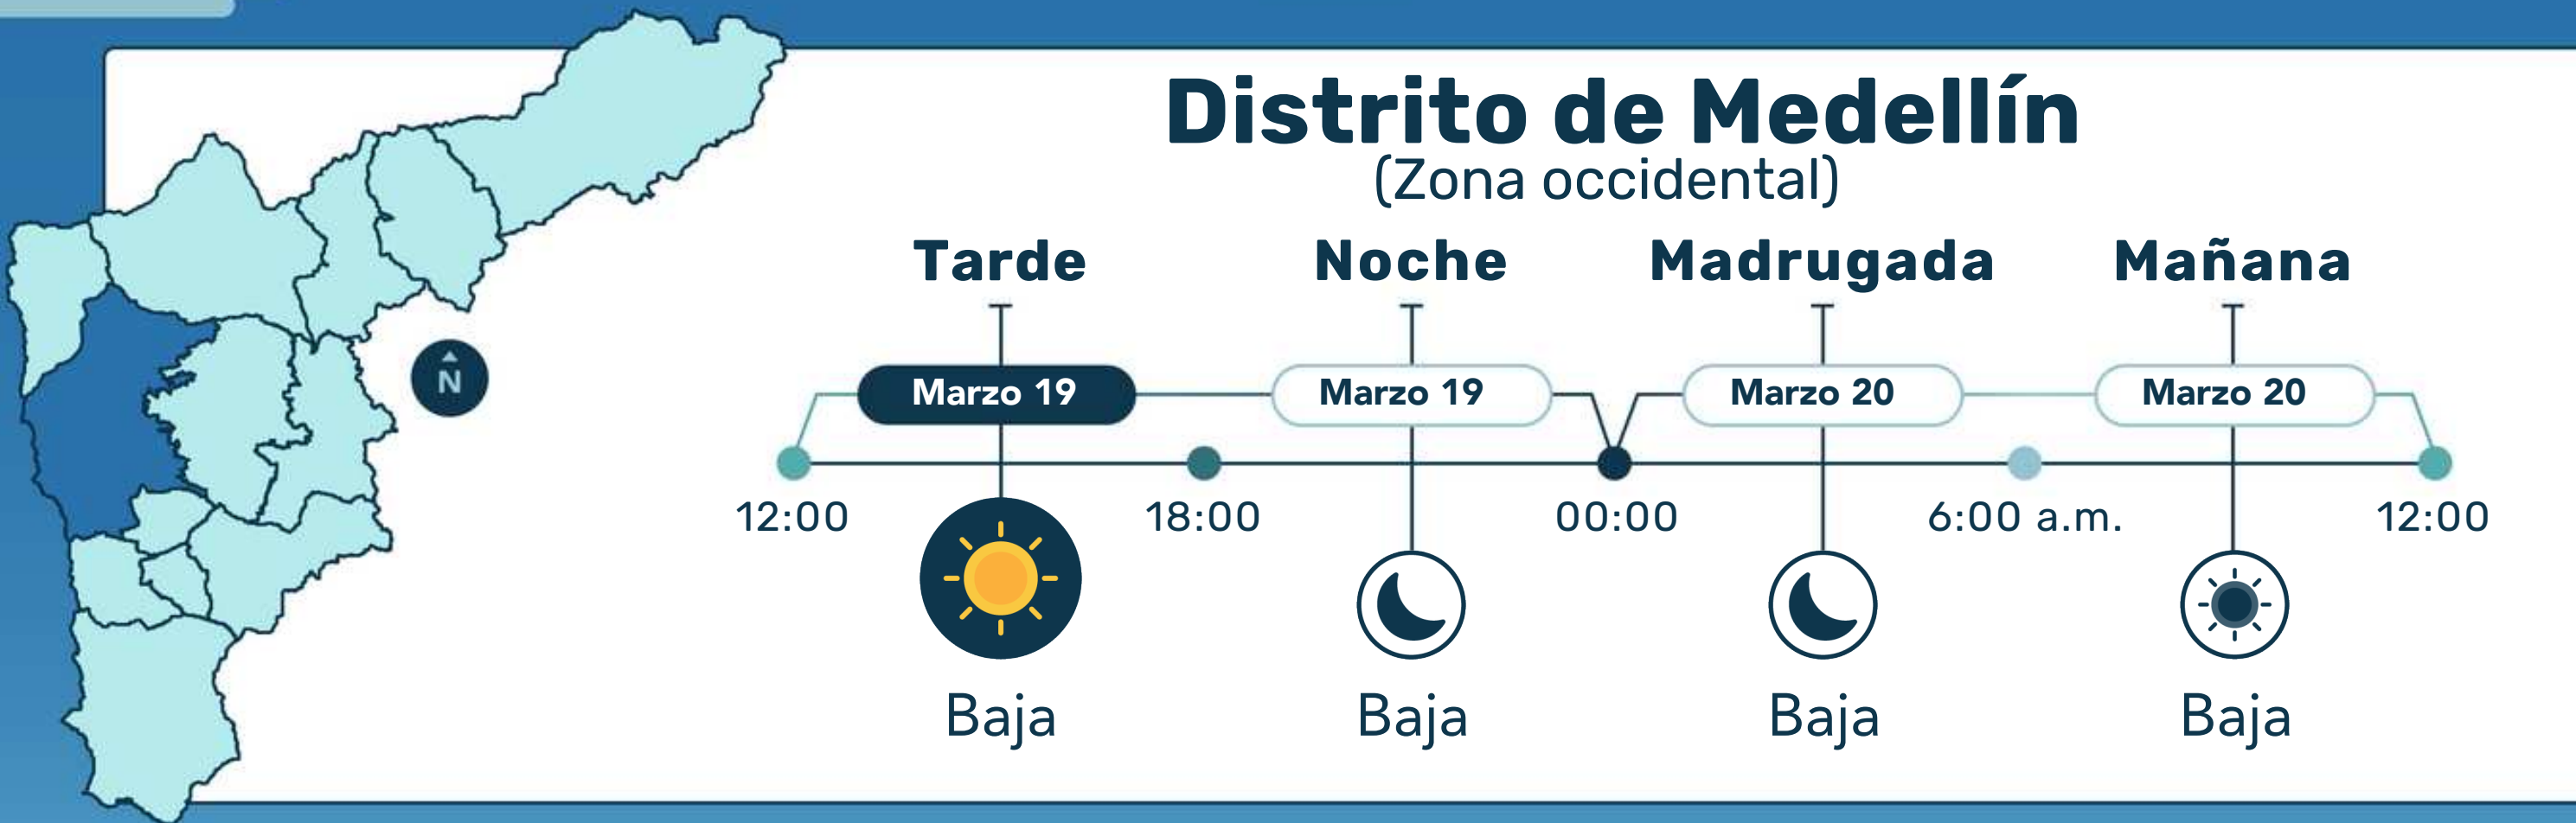 Distrito de Medellín
(Zona occidental)
Tarde Noche Madrugada Mañana
N
Marzo 19 Marzo 19 Marzo 20 Marzo 20
12:00 18:00 00:00 6:00 a.m. 12:00
Baja Baja Baja Baja